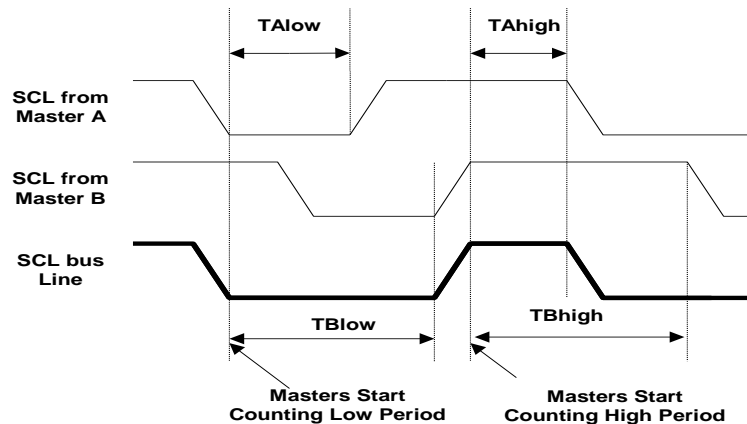 TAlow
TAhigh
SCL from
Master A
SCL from
Master B
SCL bus
Line
TBlow
TBhigh
Masters Start
Counting Low Period
Masters Start
Counting High Period